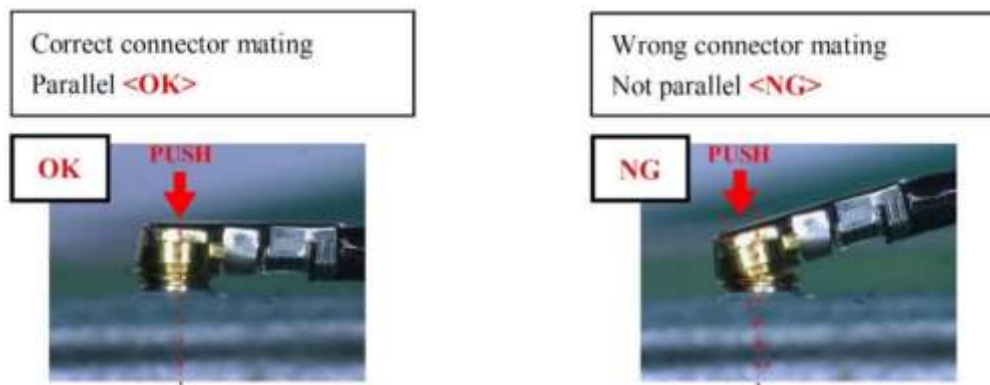 Correct connector mating
Parallel <OK>
Wrong connector mating
Not parallel <NG>
OK
PUSH
NG
PUSH